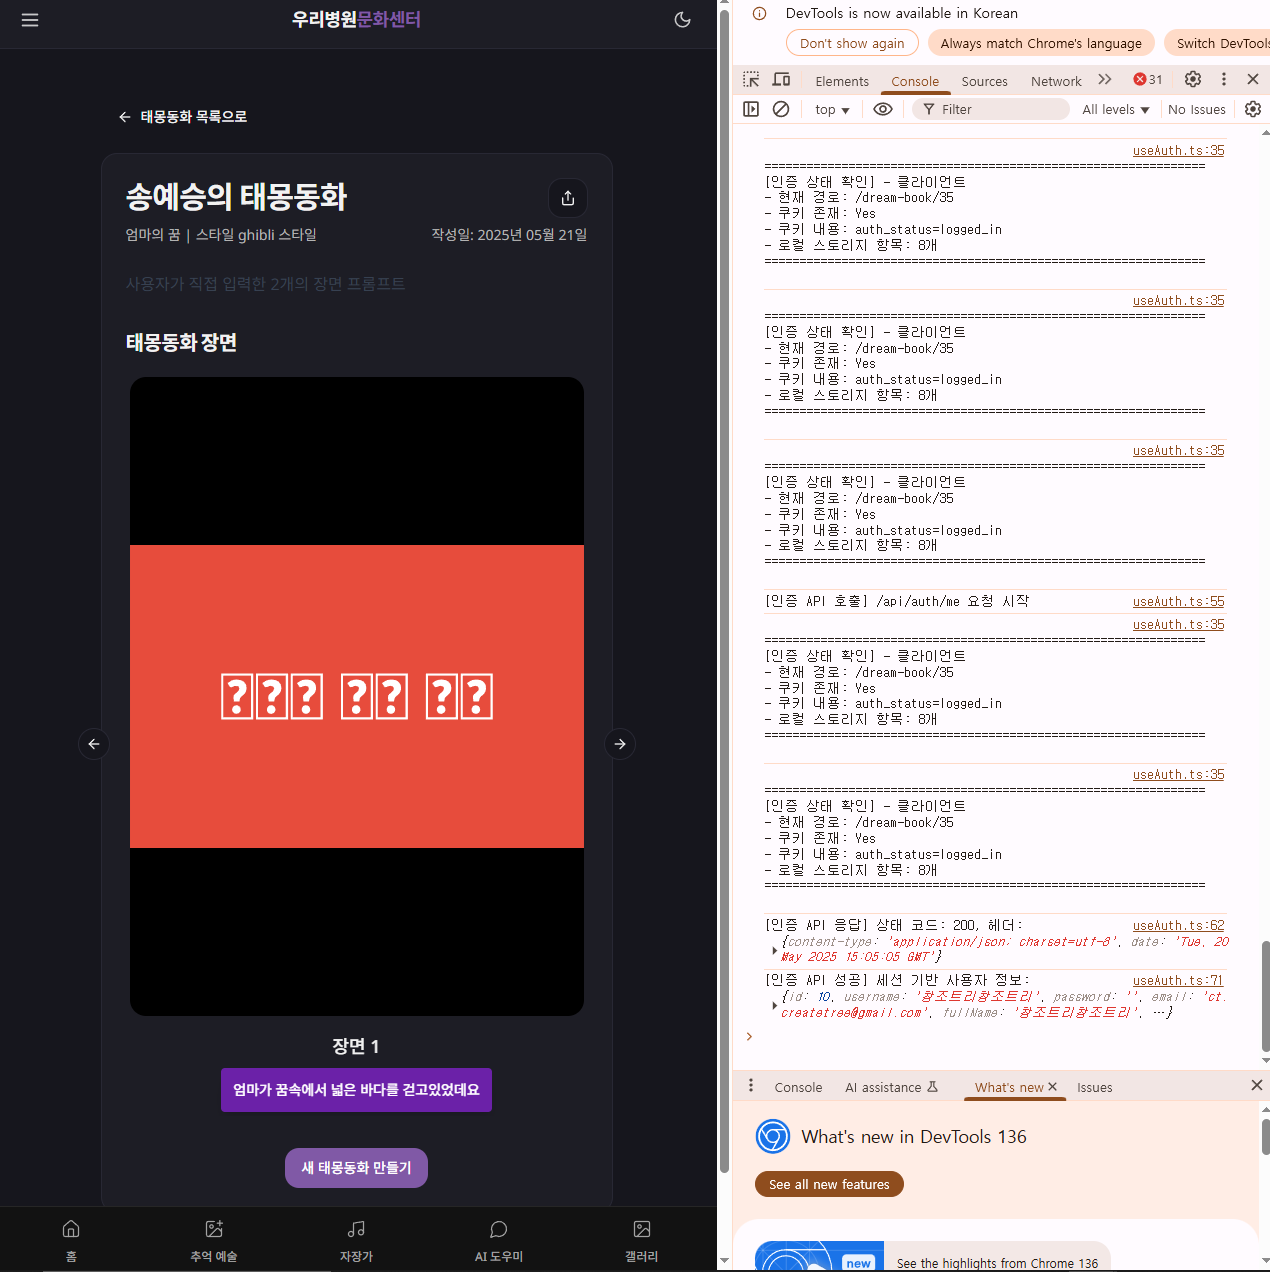 우리병원문화센터
태몽동화 목록으로
송예승의 태몽동화
엄마의 꿈 | 스타일 ghibli 스타일
작성일: 2025년 05월 21일
사용자가 직접 입력한 2개의 장면 프롬프트
태몽동화 장면
장면 1
엄마가 꿈속에서 넓은 바다를 걷고있었데요
새 태몽동화 만들기
홈
추억 예술
자장가
AI 도우미
갤러리
DevTools is now available in Korean
Don't show again
Always match Chrome's language
Switch DevTools
Elements
Console
Sources
Network
31
top
Filter
All levels
No Issues
useAuth.ts:35
===============================================================
[인증 상태 확인] - 클라이언트
- 현재 경로: /dream-book/35
- 쿠키 존재: Yes
- 쿠키 내용: auth_status=logged_in
- 로컬 스토리지 항목: 8개
===============================================================
useAuth.ts:35
===============================================================
[인증 상태 확인] - 클라이언트
- 현재 경로: /dream-book/35
- 쿠키 존재: Yes
- 쿠키 내용: auth_status=logged_in
- 로컬 스토리지 항목: 8개
===============================================================
useAuth.ts:35
===============================================================
[인증 상태 확인] - 클라이언트
- 현재 경로: /dream-book/35
- 쿠키 존재: Yes
- 쿠키 내용: auth_status=logged_in
- 로컬 스토리지 항목: 8개
===============================================================
[인증 API 호출] /api/auth/me 요청 시작
useAuth.ts:55
useAuth.ts:35
===============================================================
[인증 상태 확인] - 클라이언트
- 현재 경로: /dream-book/35
- 쿠키 존재: Yes
- 쿠키 내용: auth_status=logged_in
- 로컬 스토리지 항목: 8개
===============================================================
useAuth.ts:35
===============================================================
[인증 상태 확인] - 클라이언트
- 현재 경로: /dream-book/35
- 쿠키 존재: Yes
- 쿠키 내용: auth_status=logged_in
- 로컬 스토리지 항목: 8개
===============================================================
[인증 API 응답] 상태 코드: 200, 헤더:
useAuth.ts:62
{content-type: 'application/json; charset=utf-8', date: 'Tue, 20
May 2025 15:05:05 GMT'}
[인증 API 성공] 세션 기반 사용자 정보:
useAuth.ts:71
{id: 10, username: '창조트리창조트리', password: '', email: 'ct.
createtree@gmail.com', fullName: '창조트리창조트리', …}
Console
AI assistance
What's new
Issues
What's new in DevTools 136
See all new features
new
See the highlights from Chrome 136